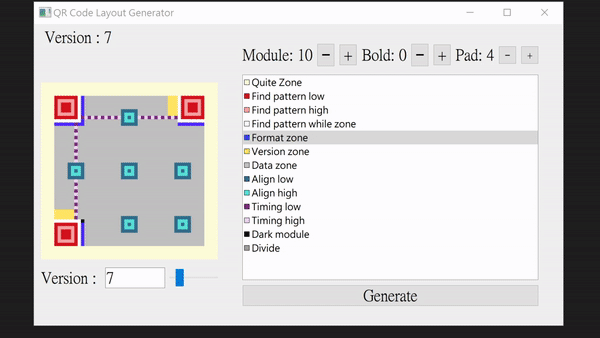 QR Code Layout Generator
Version : 7
Module: 10 - + Bold: 0 - + Pad: 4 - +
Quite Zone
Find pattern low
Find pattern high
Find pattern while zone
Format zone
Version zone
Data zone
Align low
Align high
Timing low
Timing high
Dark module
Divide
Version : 7
Generate